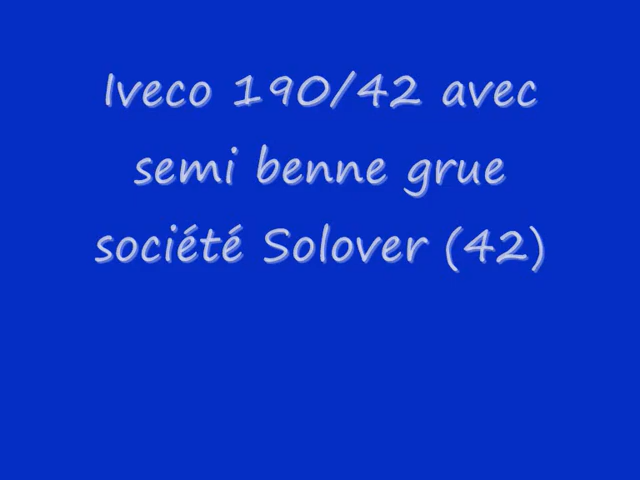 Iveco 190/42 avec
semi benne grue
société Solover (42)